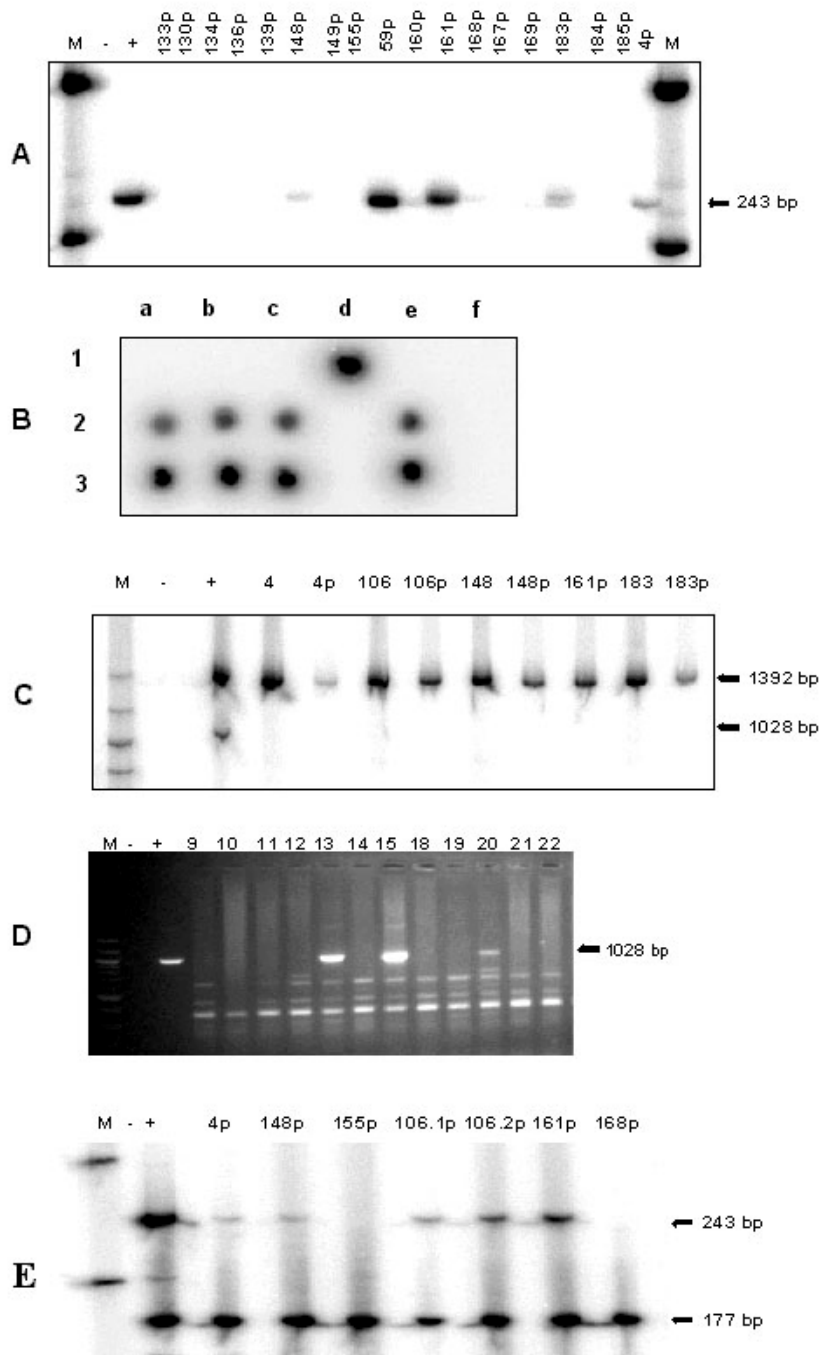 M - + 133p 130p 134p 136p 139p 148p 149p 155p 59p 160p 161p 168p 167p 169p 183p 184p 185p 4p M
A
243 bp
a b c d e f
1
B 2
3
M - + 4 4p 106 106p 148 148p 161p 183 183p
C
1392 bp
1028 bp
M - + 9 10 11 12 13 14 15 18 19 20 21 22
D
1028 bp
M - + 4p 148p 155p 106.1p 106.2p 161p 168p
243 bp
E
177 bp